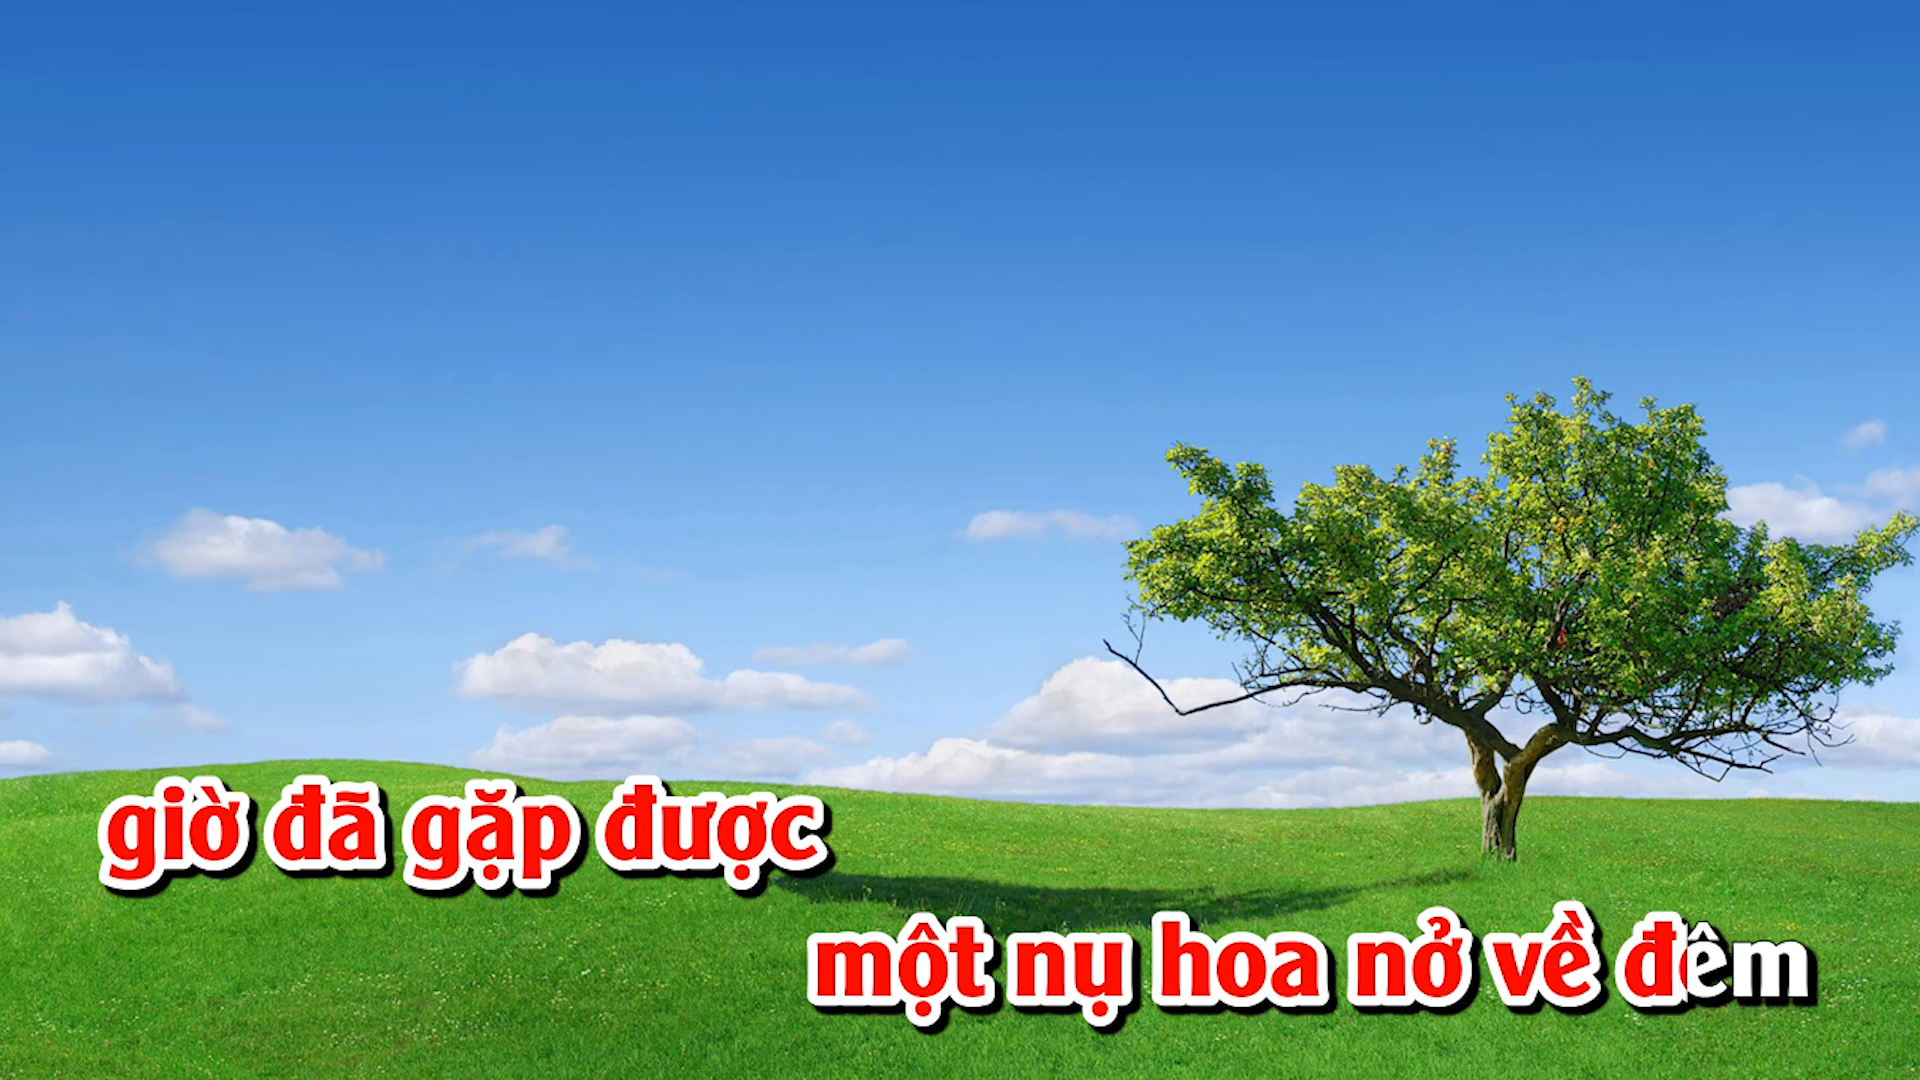 giờ đã gặp được
một nụ hoa nở về đêm